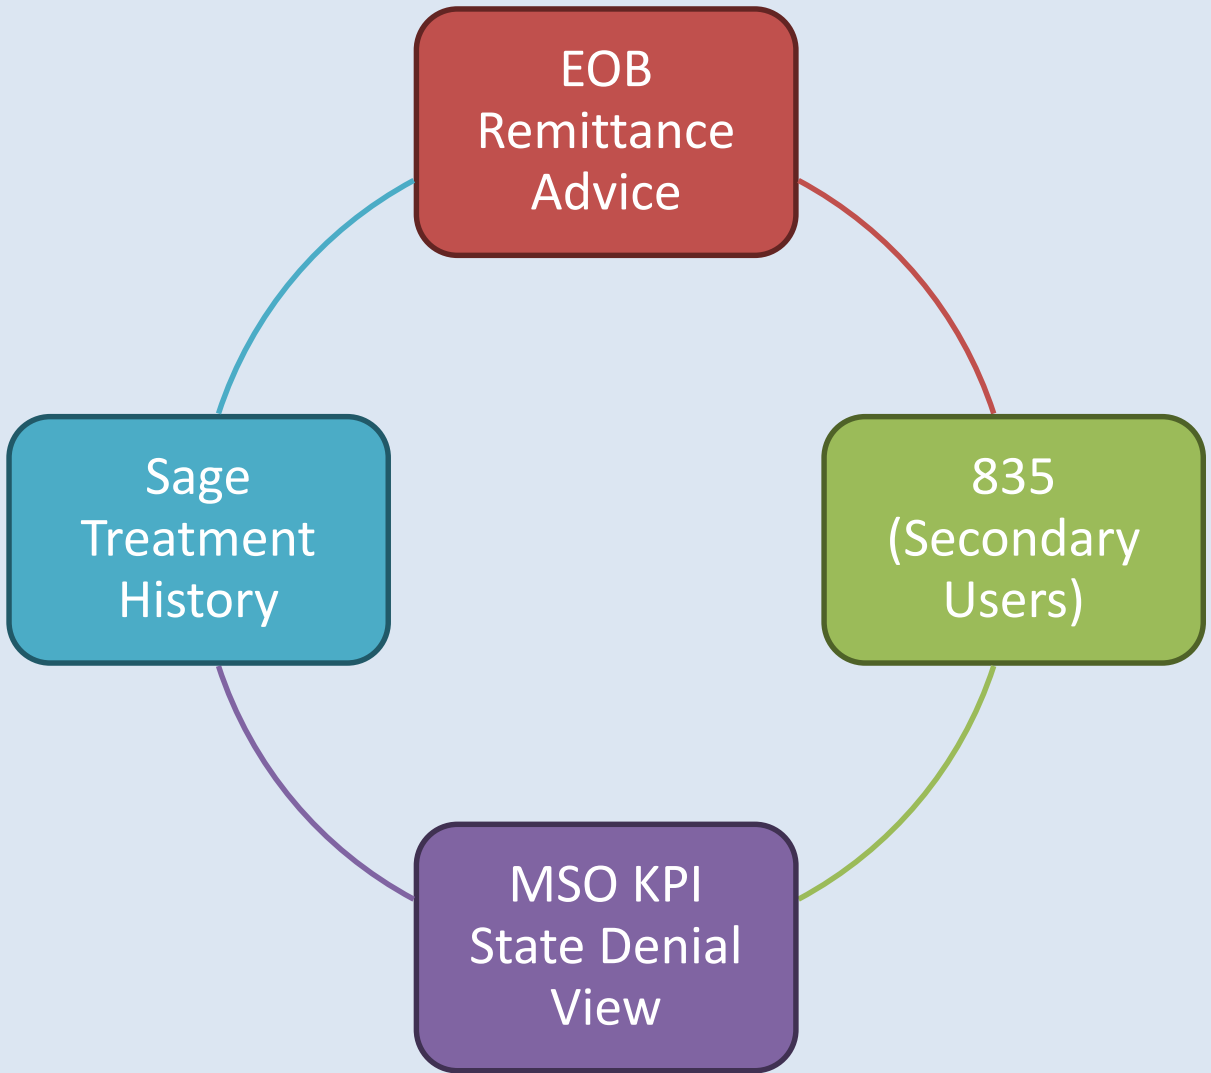 EOB
Remittance
Advice
Sage
Treatment
History
835
(Secondary
Users)
MSO KPI
State Denial
View